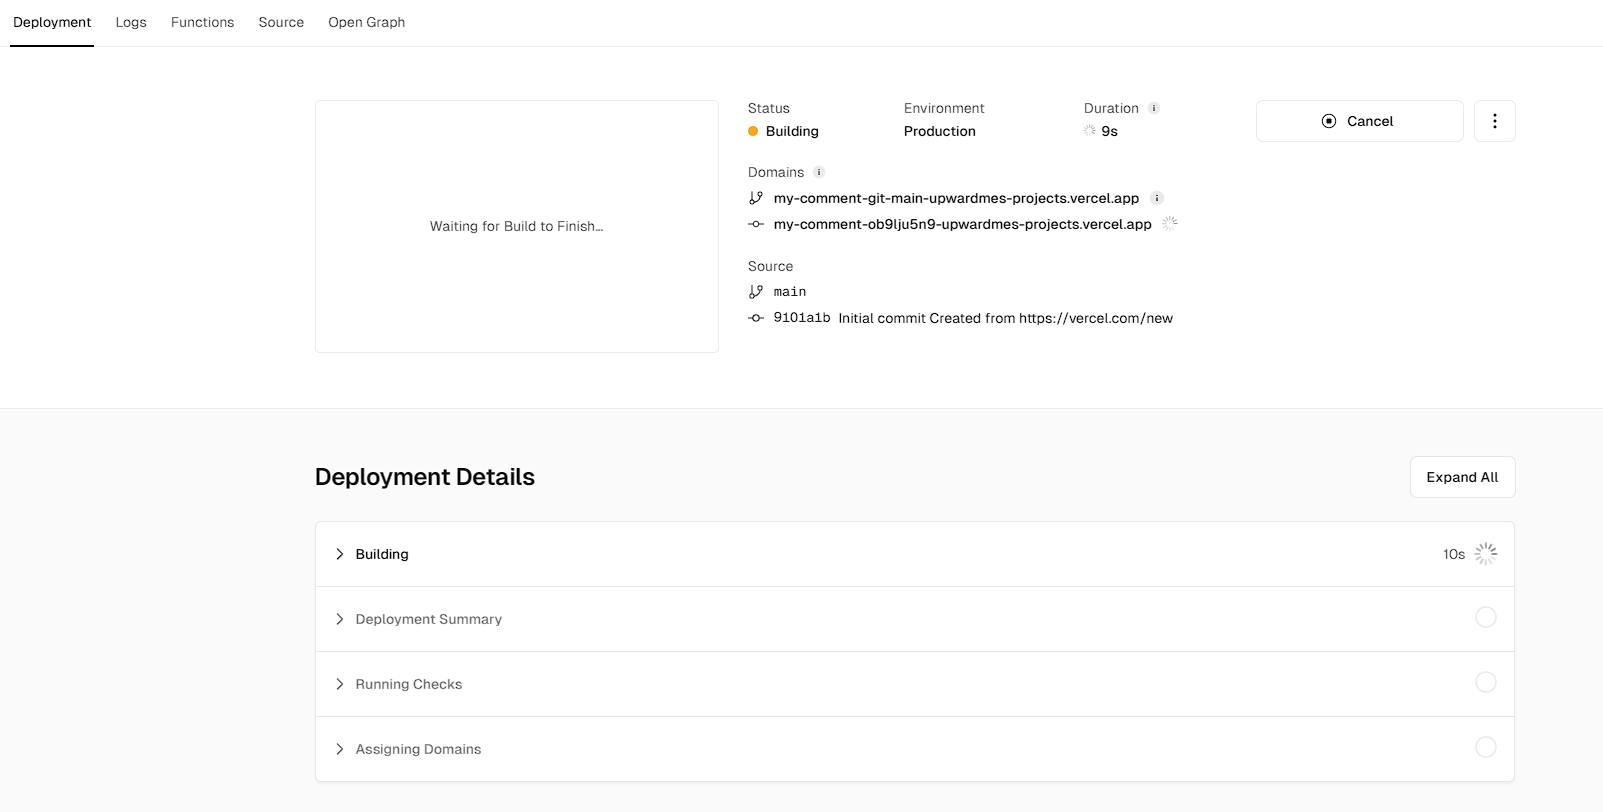 Deployment Logs Functions Source Open Graph
Waiting for Build to Finish...
Status Environment Duration
Building Production 9s
Cancel
Domains
my-comment-git-main-upwardmes-projects.vercel.app
my-comment-ob9lju5n9-upwardmes-projects.vercel.app
Source
main
9101a1b Initial commit Created from https://vercel.com/new
Deployment Details
Expand All
Building 10s
Deployment Summary
Running Checks
Assigning Domains